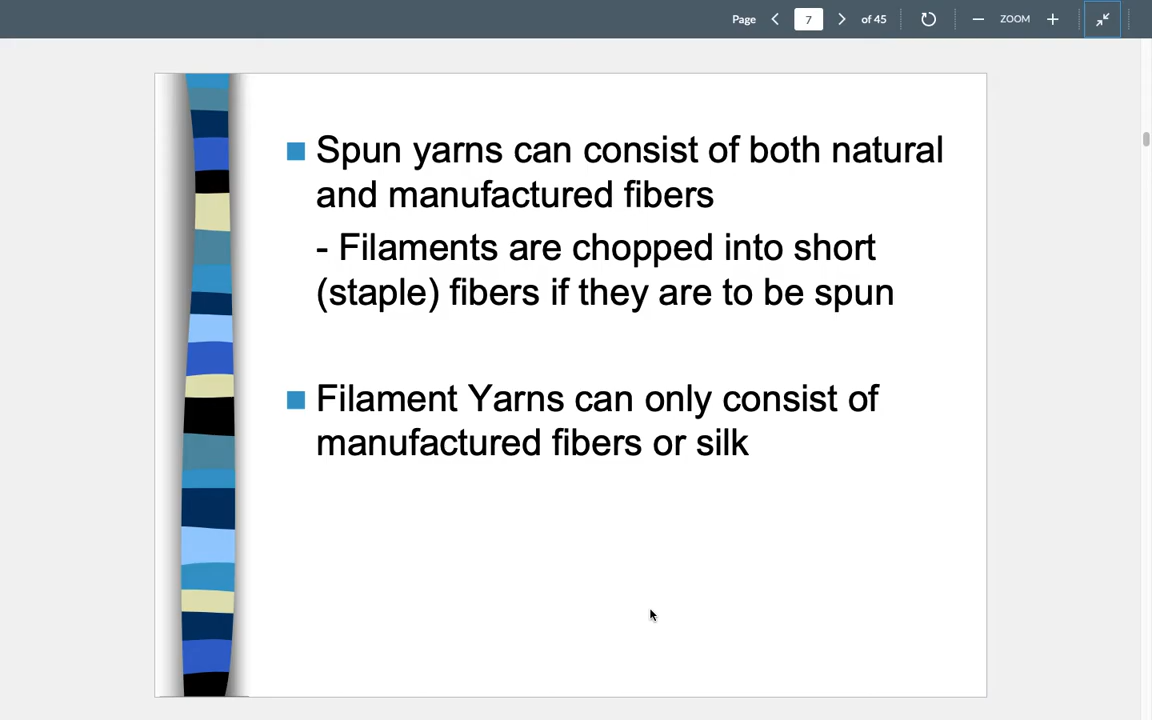 Page 7 of 45 ZOOM
Spun yarns can consist of both natural
and manufactured fibers
- Filaments are chopped into short
(staple) fibers if they are to be spun
Filament Yarns can only consist of
manufactured fibers or silk